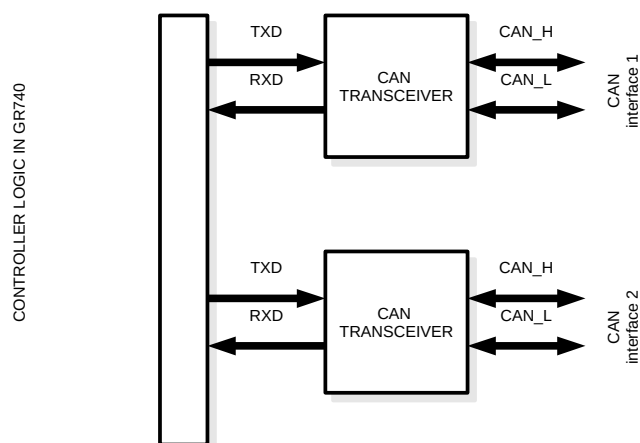 CONTROLLER LOGIC IN GR740
TXD
RXD
CAN
TRANSCEIVER
CAN_H
CAN_L
CAN
interface 1
TXD
RXD
CAN
TRANSCEIVER
CAN_H
CAN_L
CAN
interface 2